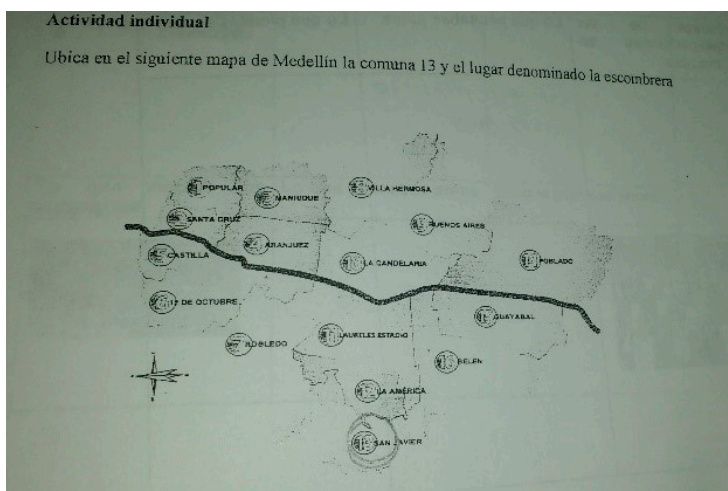 Actividad individual
Ubica en el siguiente mapa de Medellín la comuna 13 y el lugar denominado la escombrera
POPULAR
MANRIQUE
VILLA HERMOSA
SANTA CRUZ
BUENOS AIRES
ARANJUEZ
CASTILLA
LA CANDELARIA
POBLADO
12 DE OCTUBRE
GUAYABAL
ROBLEDO
LAURELES ESTADIO
BELEN
LA AMÉRICA
SAN JAVIER